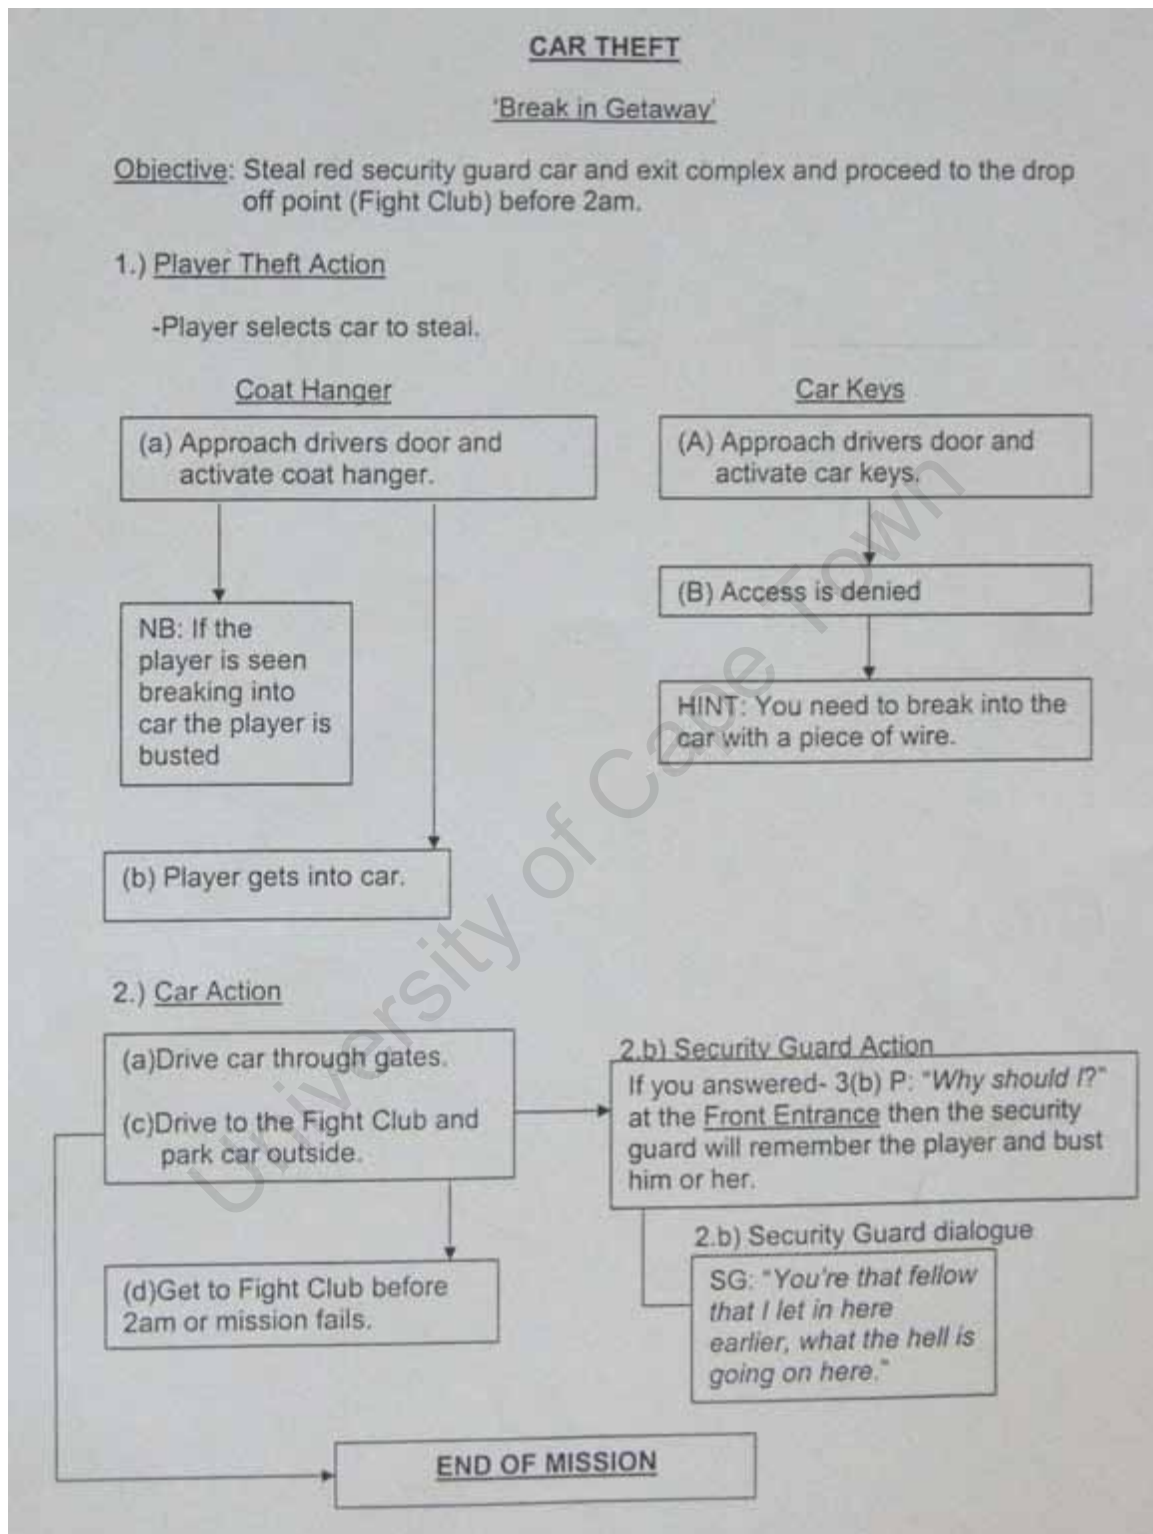 CAR THEFT
'Break in Getaway'
Objective: Steal red security guard car and exit complex and proceed to the drop
off point (Fight Club) before 2am.
1.) Player Theft Action
-Player selects car to steal.
Coat Hanger
(a) Approach drivers door and
activate coat hanger.
NB: If the
player is seen
breaking into
car the player is
busted
(b) Player gets into car.
Car Keys
(A) Approach drivers door and
activate car keys.
(B) Access is denied
HINT: You need to break into the
car with a piece of wire.
2.) Car Action
(a)Drive car through gates.
(c)Drive to the Fight Club and
park car outside.
(d)Get to Fight Club before
2am or mission fails.
2.b) Security Guard Action
If you answered- 3(b) P: "Why should I?"
at the Front Entrance then the security
guard will remember the player and bust
him or her.
2.b) Security Guard dialogue
SG: "You're that fellow
that I let in here
earlier, what the hell is
going on here."
END OF MISSION
University of Cape Town